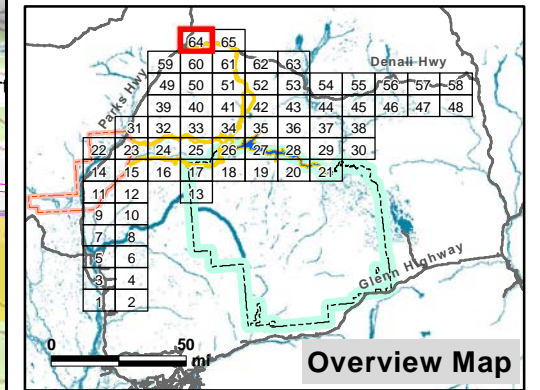 64 65
59 60 61 62 63 Denali Hwy
49 50 51 52 53 54 55 56 57 58
Parks Hwy
39 40 41 42 43 44 45 46 47 48
31 32 33 34 35 36 37 38
22 23 24 25 26 27 28 29 30
14 15 16 17 18 19 20 21
11 12 13
9 10
7 8
5 6
Glenn Highway
3 4
1 2
0 50
mi
Overview Map